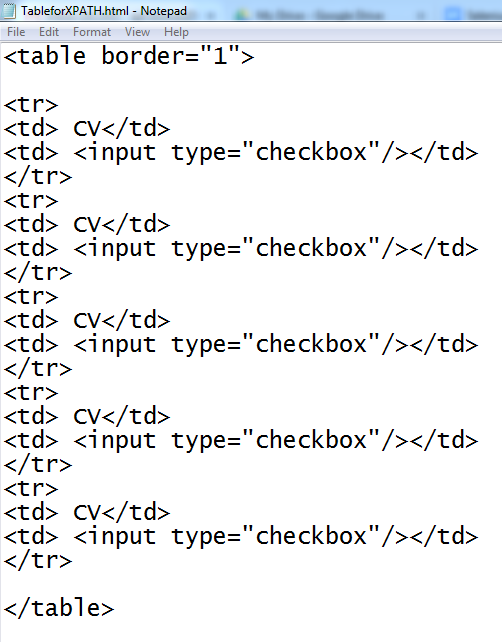 TableforXPATH.html - Notepad
File Edit Format View Help
<table border="1">
<tr>
<td> CV</td>
<td> <input type="checkbox"/></td>
</tr>
<tr>
<td> CV</td>
<td> <input type="checkbox"/></td>
</tr>
<tr>
<td> CV</td>
<td> <input type="checkbox"/></td>
</tr>
<tr>
<td> CV</td>
<td> <input type="checkbox"/></td>
</tr>
<tr>
<td> CV</td>
<td> <input type="checkbox"/></td>
</tr>
</table>